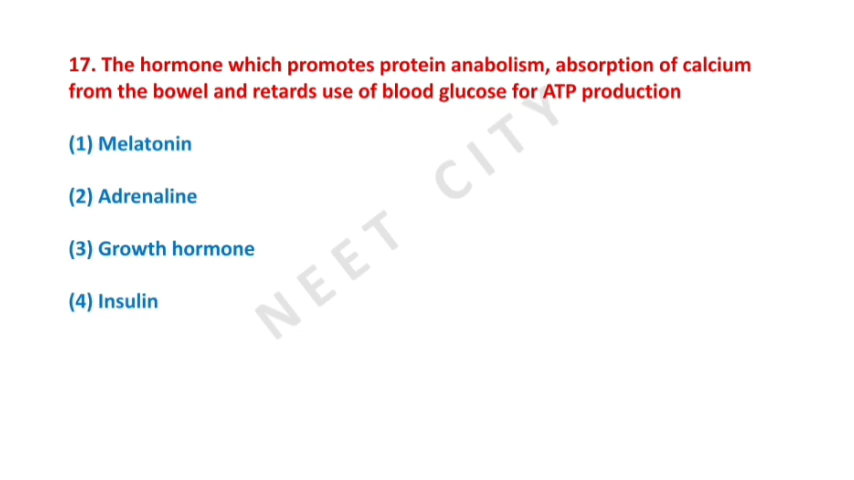 17. The hormone which promotes protein anabolism, absorption of calcium
from the bowel and retards use of blood glucose for ATP production
(1) Melatonin
(2) Adrenaline
(3) Growth hormone
(4) Insulin
NEET CITY